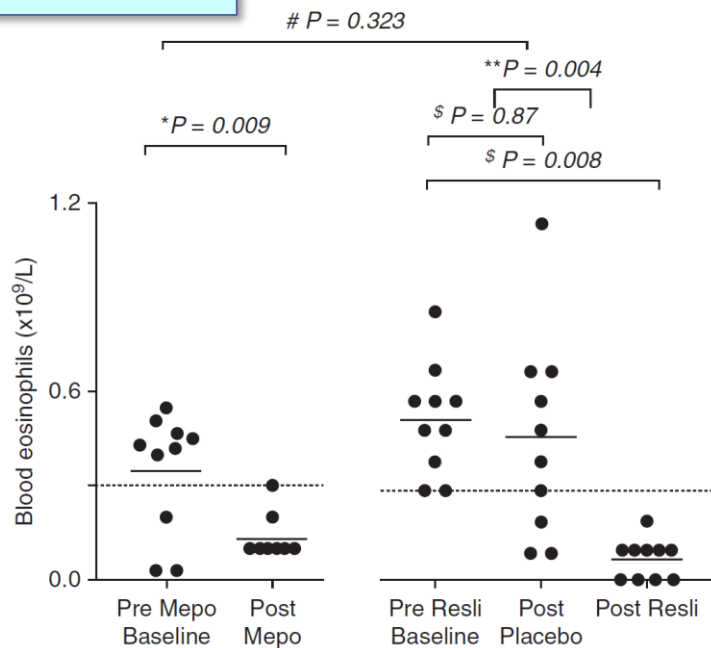 # P = 0.323
**P = 0.004
$ P = 0.87
*P = 0.009
$ P = 0.008
1.2
0.6
0.0
Blood eosinophils (x10⁹/L)
Pre Mepo Post Pre Resli Post Post Resli
Baseline Mepo Baseline Placebo